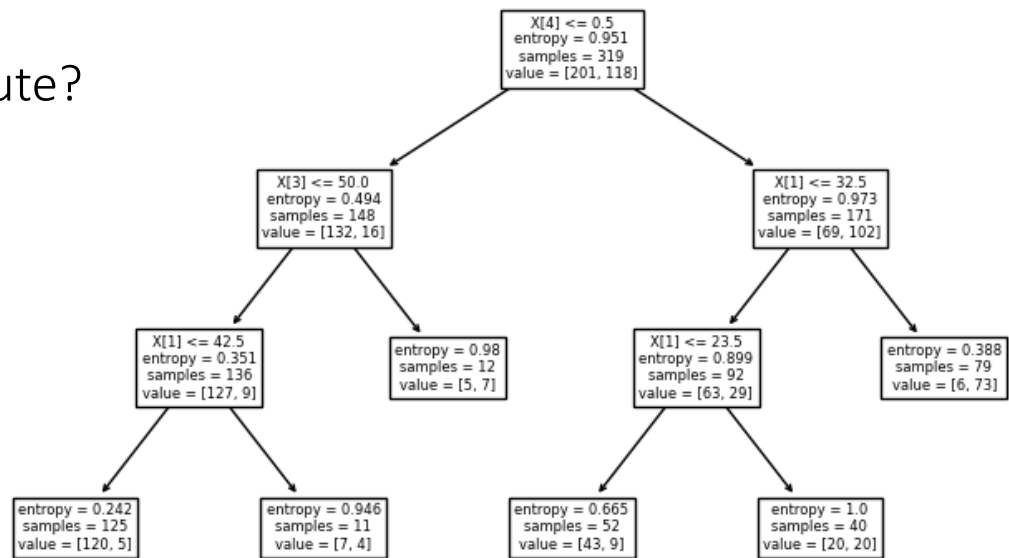 ute?
X[4] <= 0.5
entropy = 0.951
samples = 319
value = [201, 118]
X[3] <= 50.0
entropy = 0.494
samples = 148
value = [132, 16]
X[1] <= 32.5
entropy = 0.973
samples = 171
value = [69, 102]
X[1] <= 42.5
entropy = 0.351
samples = 136
value = [127, 9]
entropy = 0.98
samples = 12
value = [5, 7]
X[1] <= 23.5
entropy = 0.899
samples = 92
value = [63, 29]
entropy = 0.388
samples = 79
value = [6, 73]
entropy = 0.242
samples = 125
value = [120, 5]
entropy = 0.946
samples = 11
value = [7, 4]
entropy = 0.665
samples = 52
value = [43, 9]
entropy = 1.0
samples = 40
value = [20, 20]